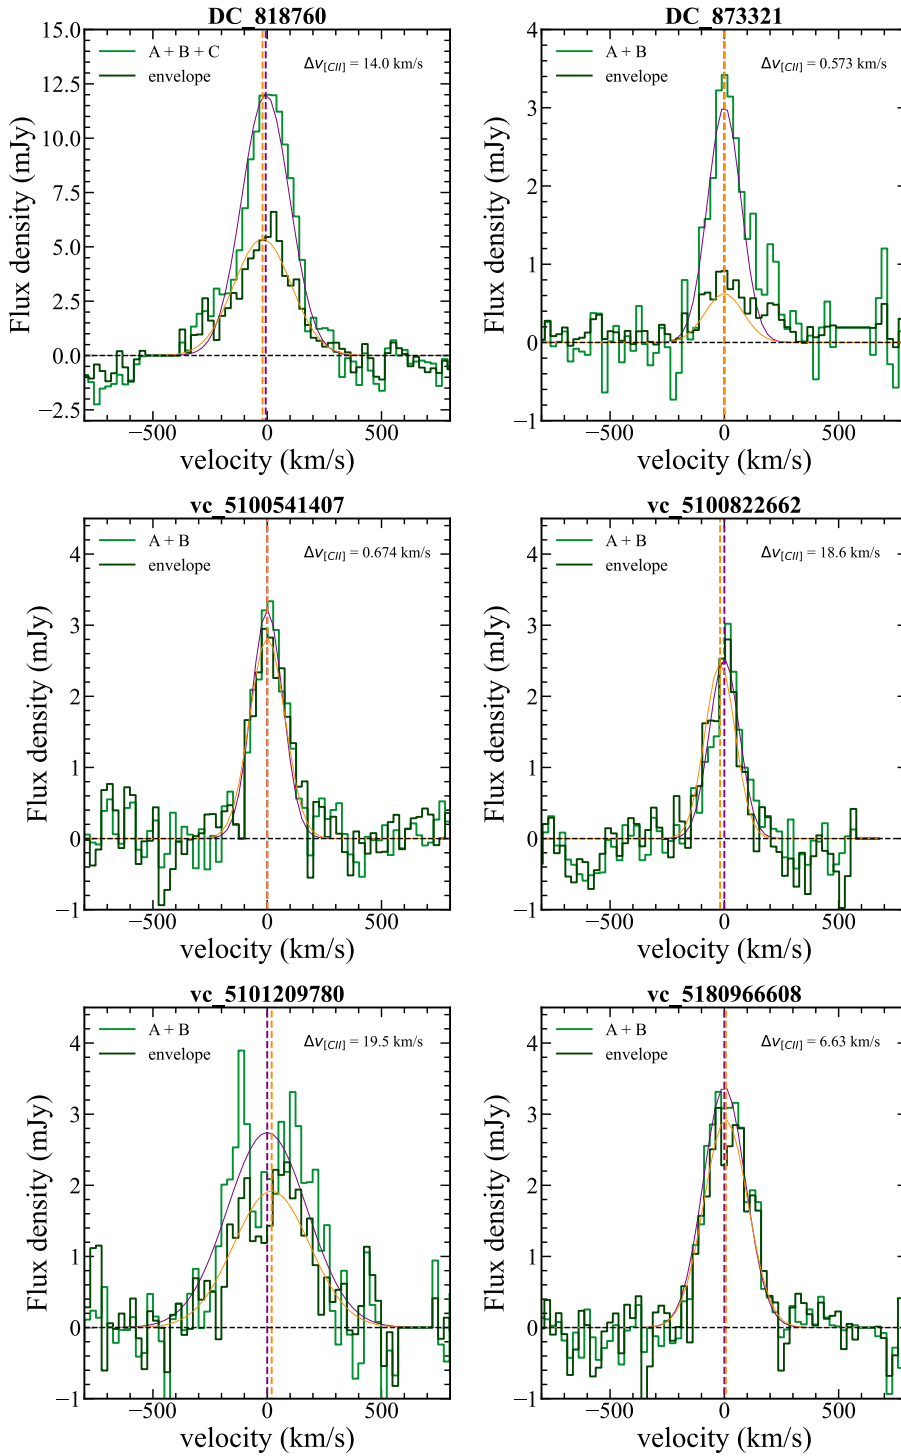 DC_818760
15.0
12.5
10.0
7.5
5.0
2.5
0.0
−2.5
Flux density (mJy)
A + B + C
envelope
Δv[CII] = 14.0 km/s
−500
0
500
velocity (km/s)
DC_873321
4
3
2
1
0
−1
Flux density (mJy)
A + B
envelope
Δv[CII] = 0.573 km/s
−500
0
500
velocity (km/s)
vc_5100541407
4
3
2
1
0
−1
Flux density (mJy)
A + B
envelope
Δv[CII] = 0.674 km/s
−500
0
500
velocity (km/s)
vc_5100822662
4
3
2
1
0
−1
Flux density (mJy)
A + B
envelope
Δv[CII] = 18.6 km/s
−500
0
500
velocity (km/s)
vc_5101209780
4
3
2
1
0
−1
Flux density (mJy)
A + B
envelope
Δv[CII] = 19.5 km/s
−500
0
500
velocity (km/s)
vc_5180966608
4
3
2
1
0
−1
Flux density (mJy)
A + B
envelope
Δv[CII] = 6.63 km/s
−500
0
500
velocity (km/s)